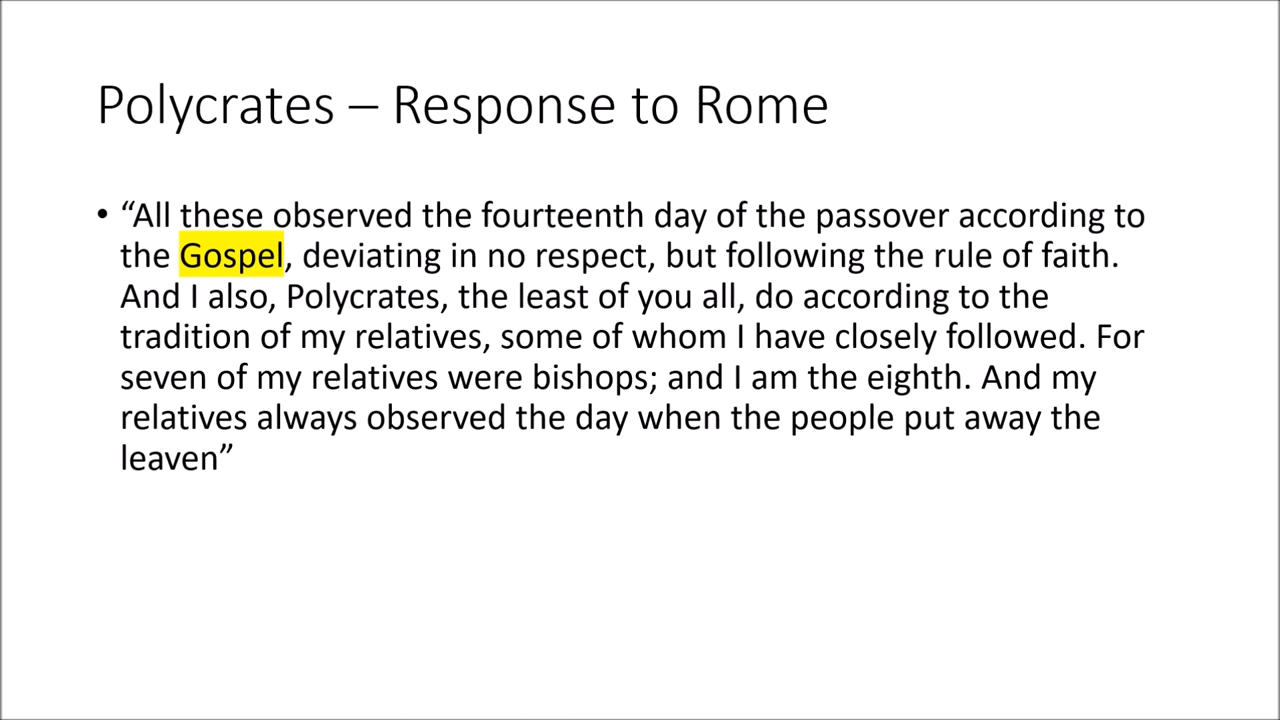 Polycrates – Response to Rome
• “All these observed the fourteenth day of the passover according to
the Gospel, deviating in no respect, but following the rule of faith.
And I also, Polycrates, the least of you all, do according to the
tradition of my relatives, some of whom I have closely followed. For
seven of my relatives were bishops; and I am the eighth. And my
relatives always observed the day when the people put away the
leaven”